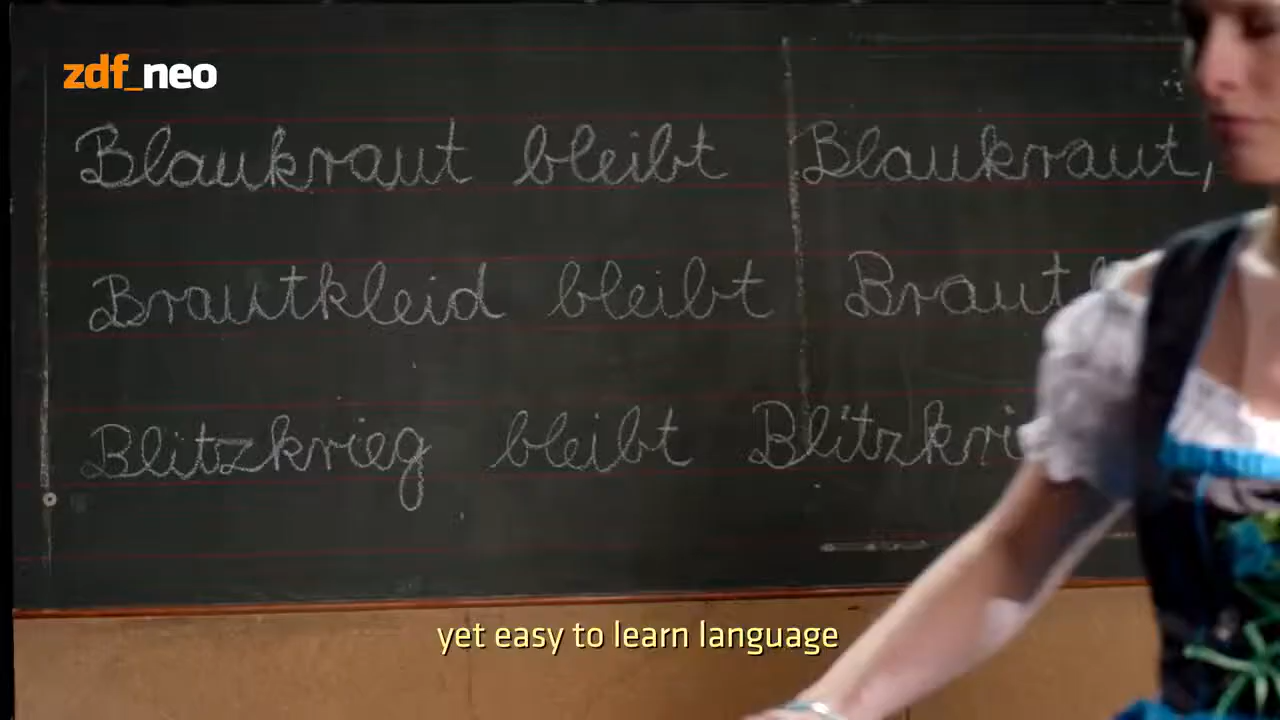 zdf_neo
Blaukraut bleibt Blaukraut,
Brautkleid bleibt
Blitzkrieg bleibt
yet easy to learn language